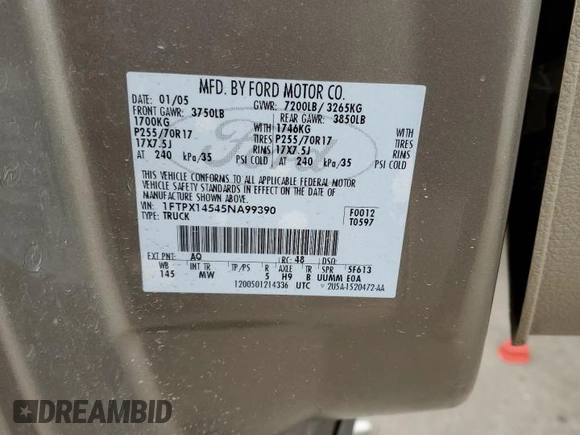 MFD. BY FORD MOTOR CO.
DATE: 01/05 GVWR: 7200LB/ 3265KG
FRONT GAWR: 3750LB REAR GAWR: 3850LB
1700KG WITH 1746KG WITH
P255/70R17 TIRES P255/70R17 TIRES
17X7.5J RIMS 17X7.5J RIMS
AT 240 kPa/35 PSI COLD AT 240 kPa/35 PSI COLD
Ford
THIS VEHICLE CONFORMS TO ALL APPLICABLE FEDERAL MOTOR
VEHICLE SAFETY STANDARDS IN EFFECT ON THE DATE OF
MANUFACTURE SHOWN ABOVE.
VIN: 1FTPX14545NA99390 F0012
TYPE: TRUCK T0597
EXT PNT: AQ RC: 48 DSO:
WB INT TR TP/PS R AXLE TR SPR 5F613
145 MW 5 H9 B UUMM E0A
1200501214336 UTC 2U5A-1520472-AA
DREAMBID